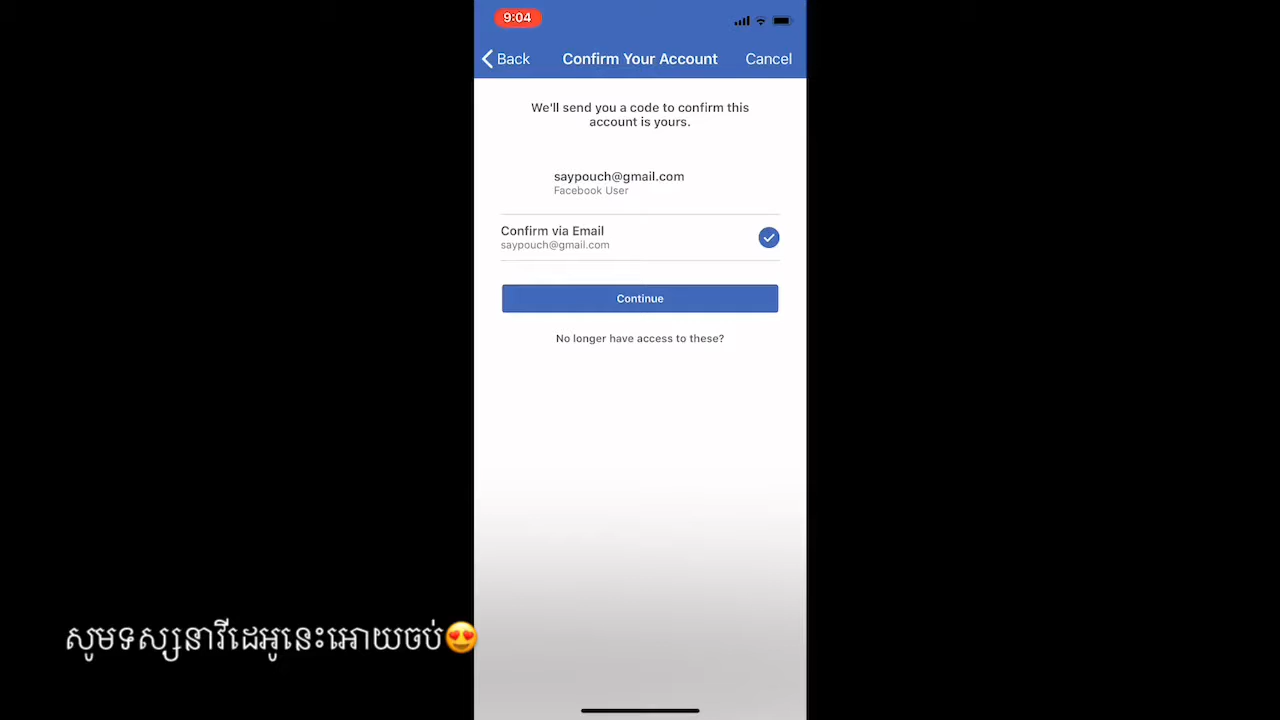 9:04
Back
Confirm Your Account
Cancel
We'll send you a code to confirm this
account is yours.
saypouch@gmail.com
Facebook User
Confirm via Email
saypouch@gmail.com
Continue
No longer have access to these?
សូមទស្សនាវីដេអូនេះអោយចប់😍